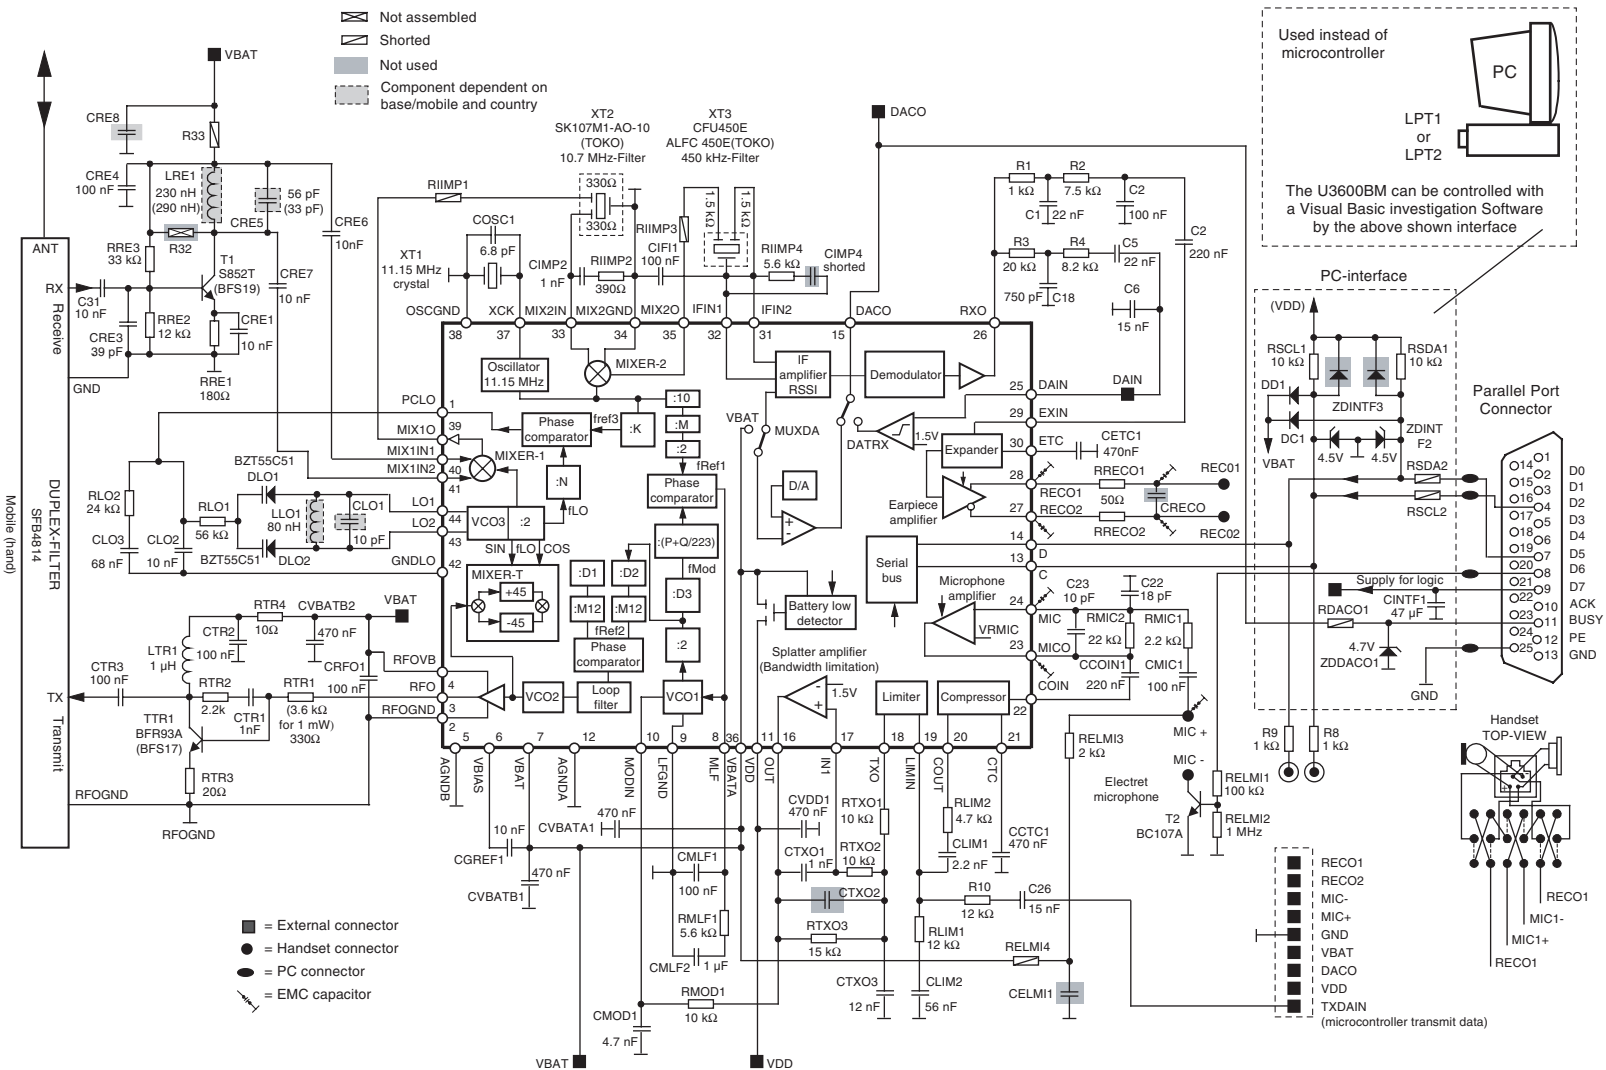 Not assembled
Shorted
Not used
Component dependent on
base/mobile and country
VBAT
CRE8
R33
CRE4
100 nF
LRE1
230 nH
(290 nH)
56 pF
(33 pF)
CRE5
CRE6
10nF
ANT
R32
RRE3
33 kΩ
T1
S852T
(BFS19)
CRE7
10 nF
RX
C31
10 nF
Receive
CRE3
39 pF
RRE2
12 kΩ
CRE1
10 nF
RRE1
180Ω
GND
XT2
SK107M1-AO-10
(TOKO)
10.7 MHz-Filter
XT3
CFU450E
ALFC 450E(TOKO)
450 kHz-Filter
RIIMP1
330Ω
330Ω
COSC1
6.8 pF
XT1
11.15 MHz
crystal
CIMP2
1 nF
RIIMP2
390Ω
RIIMP3
CIFI1
100 nF
1.5 kΩ
1.5 kΩ
RIIMP4
5.6 kΩ
CIMP4
shorted
DACO
R1
1 kΩ
R2
7.5 kΩ
C1
22 nF
C2
100 nF
R3
20 kΩ
R4
8.2 kΩ
C5
22 nF
C2
220 nF
750 pF
C18
C6
15 nF
Used instead of
microcontroller
PC
LPT1
or
LPT2
The U3600BM can be controlled with
a Visual Basic investigation Software
by the above shown interface
PC-interface
OSCGND
XCK
MIX2IN
MIX2GND
MIX2O
IFIN1
IFIN2
DACO
RXO
38
37
33
34
35
32
31
15
26
Oscillator
11.15 MHz
MIXER-2
IF
amplifier
RSSI
Demodulator
PCLO
1
MIX1O
39
MIX1IN1
MIX1IN2
40
41
MIXER-1
Phase
comparator
fref3
:K
:10
:M
:2
fRef1
Phase
comparator
:N
fLO
VBAT
MUXDA
DATRX
1.5V
D/A
+
-
Expander
Earpiece
amplifier
25
DAIN
DAIN
29
EXIN
30
ETC
CETC1
470nF
28
RECO1
RRECO1
50Ω
REC01
CRECO
27
RECO2
RRECO2
REC02
14
D
13
C
Serial
bus
BZT55C51
DLO1
RLO2
24 kΩ
RLO1
56 kΩ
LLO1
80 nH
CLO1
10 pF
CLO3
68 nF
CLO2
10 nF
BZT55C51
DLO2
LO1
LO2
44
43
GNDLO
42
VCO3
:2
SIN
fLO
COS
MIXER-T
+45
-45
:D1
:D2
:M12
:M12
fRef2
Phase
comparator
:(P+Q/223)
fMod
:D3
:2
Battery low
detector
Microphone
amplifier
VRMIC
24
MIC
23
MICO
COIN
22
C23
10 pF
C22
18 pF
RMIC2
22 kΩ
RMIC1
2.2 kΩ
CCOIN1
220 nF
CMIC1
100 nF
MIC +
DUPLEX-FILTER
SFB4814
Mobile (hand)
TX
Transmit
RFOGND
RTR4
10Ω
CVBATB2
VBAT
CTR2
100 nF
470 nF
LTR1
1 µH
CTR3
100 nF
CRFO1
100 nF
RTR2
2.2k
CTR1
1nF
RTR1
(3.6 kΩ
for 1 mW)
330Ω
TTR1
BFR93A
(BFS17)
RTR3
20Ω
RFOGND
RFOVB
RFO
4
RFOGND
3
2
VCO2
Loop
filter
VCO1
Splatter amplifier
(Bandwidth limitation)
-
+
1.5V
Limiter
Compressor
5
6
7
12
10
9
8
36
11
16
17
18
19
20
21
AGNDB
VBIAS
VBAT
AGNDA
MODIN
LFGND
MLF
VBATA
VDD
OUT
IN1
TXO
LIMIN
COUT
CTC
(VDD)
RSCL1
10 kΩ
RSDA1
10 kΩ
DD1
ZDINTF3
DC1
VBAT
4.5V
4.5V
ZDINT
F2
RSDA2
RSCL2
Supply for logic
CINTF1
47 µF
RDACO1
4.7V
ZDDACO1
GND
Parallel Port
Connector
1
14
2
15
3
16
4
17
5
18
6
19
7
20
8
21
9
22
10
23
11
24
12
25
13
D0
D1
D2
D3
D4
D5
D6
D7
ACK
BUSY
PE
GND
R9
1 kΩ
R8
1 kΩ
RELMI3
2 kΩ
MIC -
Electret
microphone
RELMI1
100 kΩ
T2
BC107A
RELMI2
1 MHz
Handset
TOP-VIEW
+
RECO1
MIC1-
MIC1+
RECO1
10 nF
CGREF1
470 nF
CVBATB1
CVBATA1
470 nF
CMLF1
100 nF
RMLF1
5.6 kΩ
CMLF2
1 µF
CVDD1
470 nF
CTXO1
1 nF
RTXO1
10 kΩ
RTXO2
10 kΩ
CTXO2
RTXO3
15 kΩ
CTXO3
12 nF
RLIM2
4.7 kΩ
CLIM1
2.2 nF
CCTC1
470 nF
R10
12 kΩ
C26
15 nF
RLIM1
12 kΩ
RELMI4
CLIM2
56 nF
CELMI1
RMOD1
10 kΩ
CMOD1
4.7 nF
VBAT
VDD
RECO1
RECO2
MIC-
MIC+
GND
VBAT
DACO
VDD
TXDAIN
(microcontroller transmit data)
= External connector
= Handset connector
= PC connector
= EMC capacitor